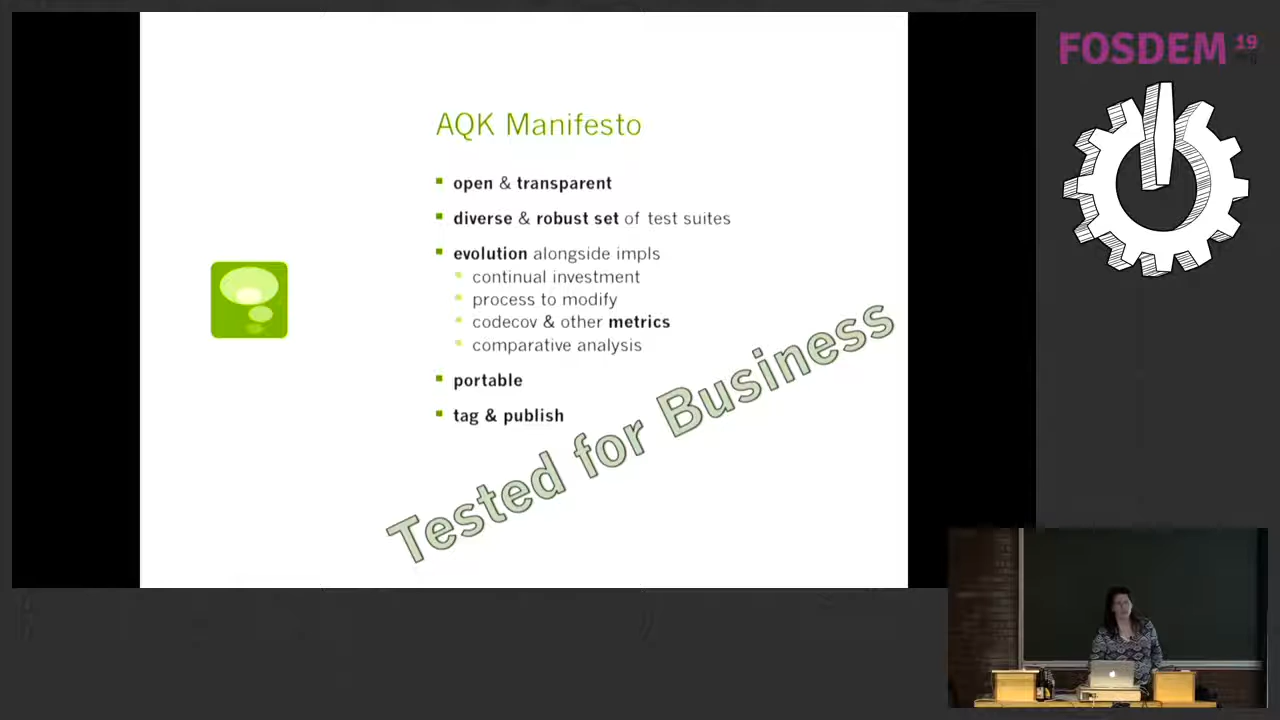 FOSDEM 19
AQK Manifesto
open & transparent
diverse & robust set of test suites
evolution alongside impls
continual investment
process to modify
codecov & other metrics
comparative analysis
portable
tag & publish
Tested for Business